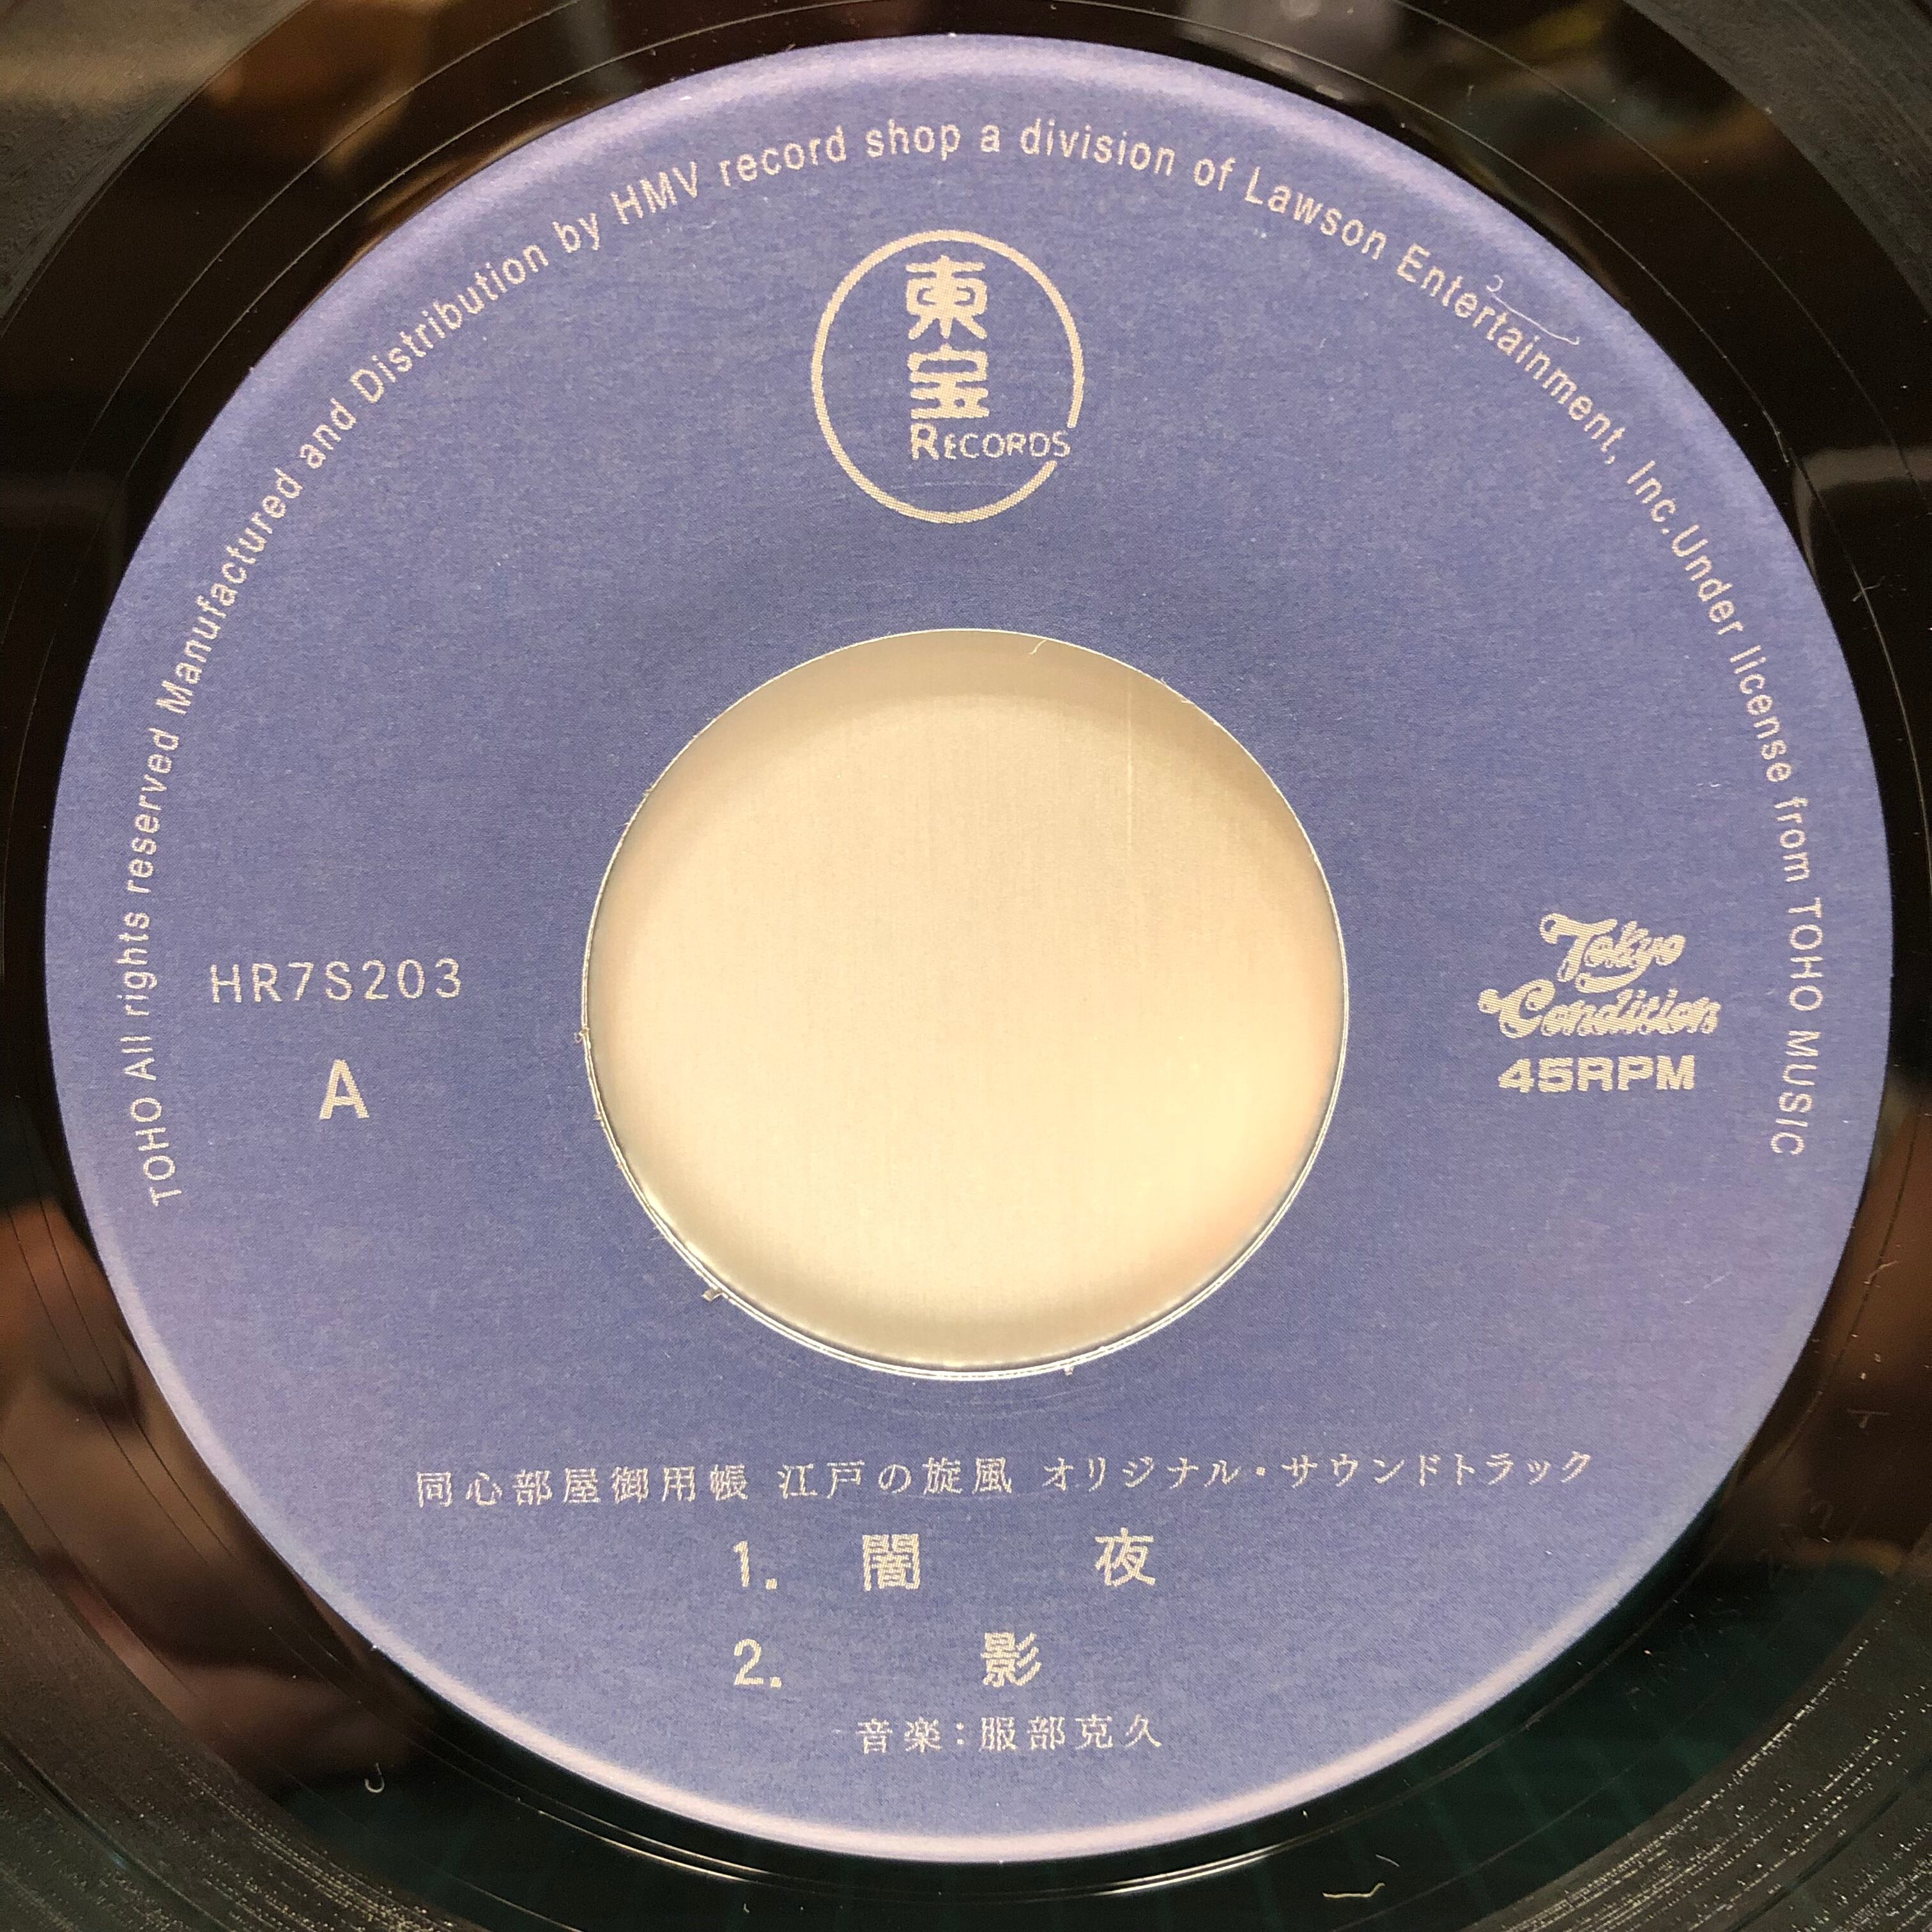 TOHO All rights reserved Manufactured and Distribution by HMV record shop a division of Lawson Entertainment, Inc.Under license from TOHO MUSIC
東宝
RECORDS
HR7S203
A
Tokyo
Condition
45RPM
同心部屋御用帳 江戸の旋風 オリジナル・サウンドトラック
1. 闇 夜
2. 影
音楽：服部克久